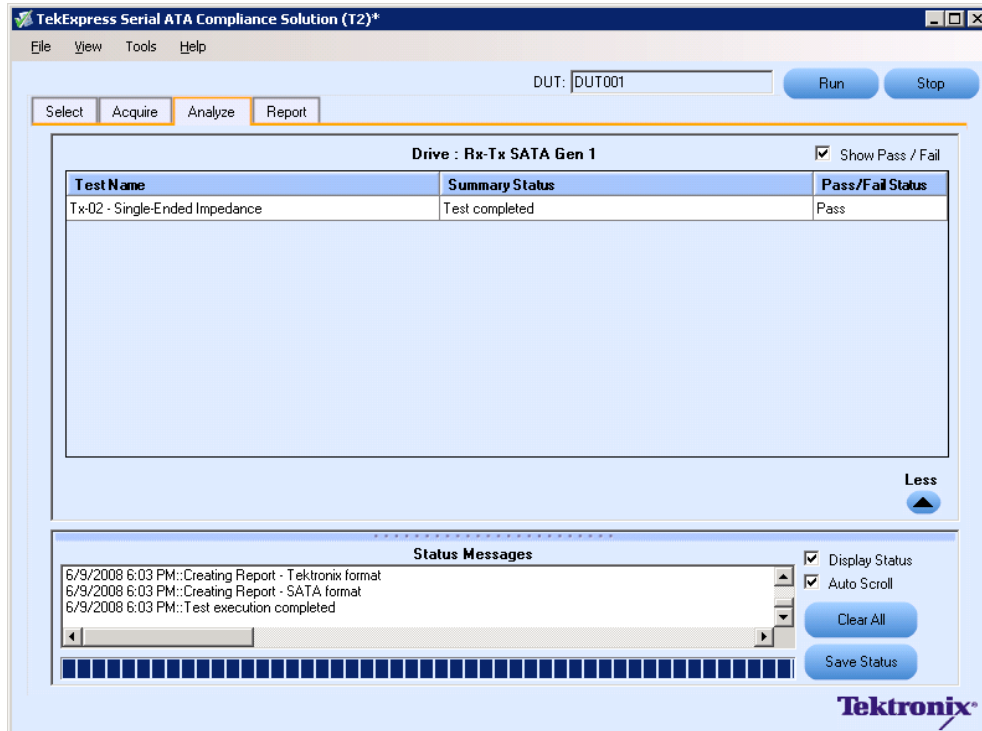 TekExpress Serial ATA Compliance Solution (T2)*
File View Tools Help
DUT: DUT001 Run Stop
Select Acquire Analyze Report
Drive : Rx-Tx SATA Gen 1 Show Pass / Fail
Test Name Summary Status Pass/Fail Status
Tx-02 - Single-Ended Impedance Test completed Pass
Less
Status Messages
Display Status
6/9/2008 6:03 PM::Creating Report - Tektronix format
6/9/2008 6:03 PM::Creating Report - SATA format
6/9/2008 6:03 PM::Test execution completed
Auto Scroll
Clear All
Save Status
Tektronix